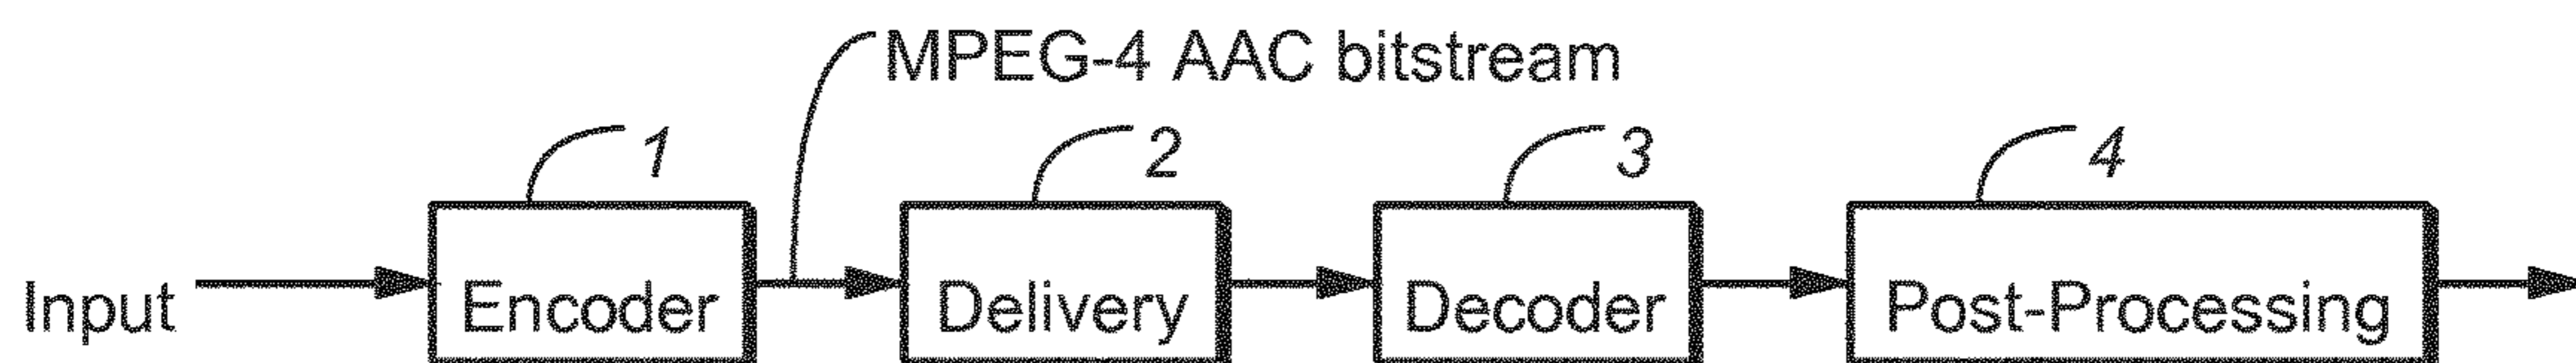 MPEG-4 AAC bitstream
1 2 3 4
Input Encoder Delivery Decoder Post-Processing